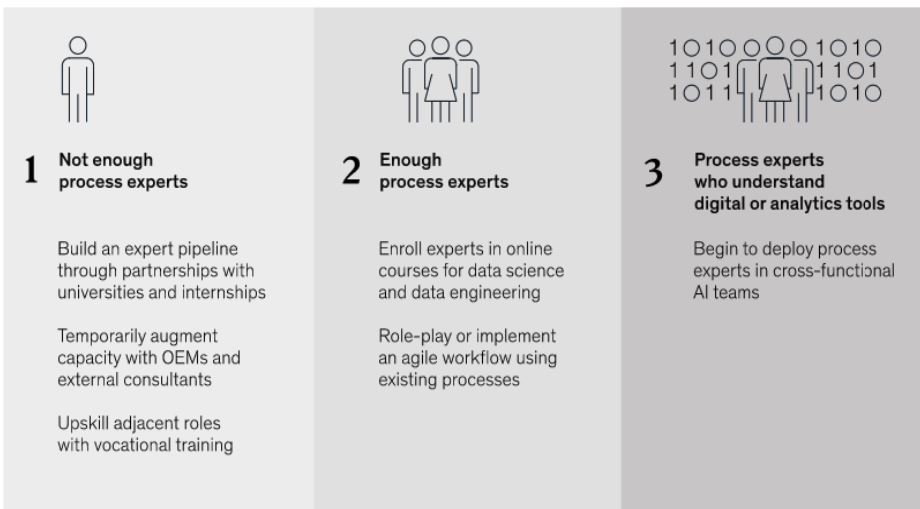 1010 1010
1101 1101
1011 1010
1
Not enough
process experts
Build an expert pipeline
through partnerships with
universities and internships
Temporarily augment
capacity with OEMs and
external consultants
Upskill adjacent roles
with vocational training
2
Enough
process experts
Enroll experts in online
courses for data science
and data engineering
Role-play or implement
an agile workflow using
existing processes
3
Process experts
who understand
digital or analytics tools
Begin to deploy process
experts in cross-functional
AI teams